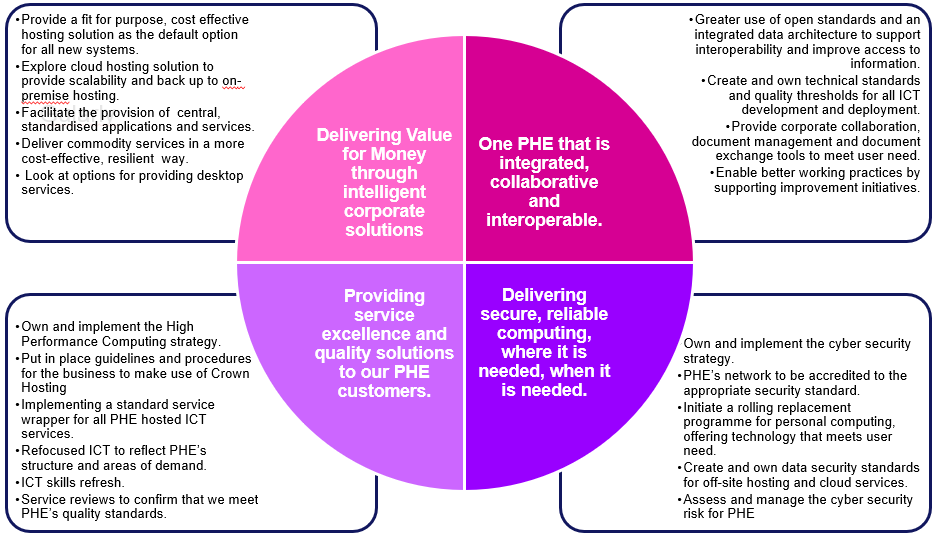 •Provide a fit for purpose, cost effective
hosting solution as the default option
for all new systems.
•Explore cloud hosting solution to
provide scalability and back up to on-
premise hosting.
•Facilitate the provision of  central,
standardised applications and services.
•Deliver commodity services in a more
cost-effective, resilient  way.
• Look at options for providing desktop
services.
•Greater use of open standards and an
integrated data architecture to support
interoperability and improve access to
information.
•Create and own technical standards
and quality thresholds for all ICT
development and deployment.
•Provide corporate collaboration,
document management and document
exchange tools to meet user need.
•Enable better working practices by
supporting improvement initiatives.
Delivering Value
for Money
through
intelligent
corporate
solutions
One PHE that is
integrated,
collaborative
and
interoperable.
Providing
service
excellence and
quality solutions
to our PHE
customers.
Delivering
secure, reliable
computing,
where it is
needed, when it
is needed.
•Own and implement the High
Performance Computing strategy.
•Put in place guidelines and procedures
for the business to make use of Crown
Hosting
•Implementing a standard service
wrapper for all PHE hosted ICT
services.
•Refocused ICT to reflect PHE's
structure and areas of demand.
•ICT skills refresh.
•Service reviews to confirm that we meet
PHE's quality standards.
Own and implement the cyber security
strategy.
•PHE's network to be accredited to the
appropriate security standard.
•Initiate a rolling replacement
programme for personal computing,
offering technology that meets user
need.
•Create and own data security standards
for off-site hosting and cloud services.
•Assess and manage the cyber security
risk for PHE